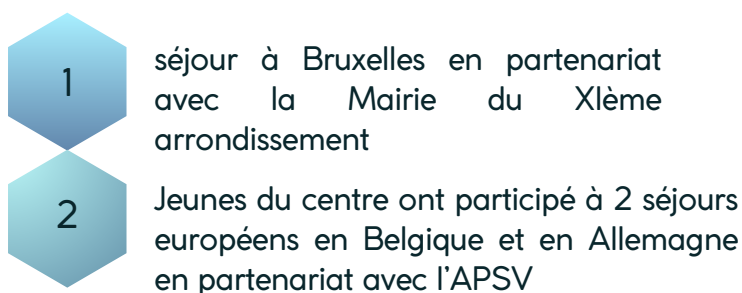 1
séjour à Bruxelles en partenariat
avec la Mairie du XIème
arrondissement
2
Jeunes du centre ont participé à 2 séjours
européens en Belgique et en Allemagne
en partenariat avec l'APSV